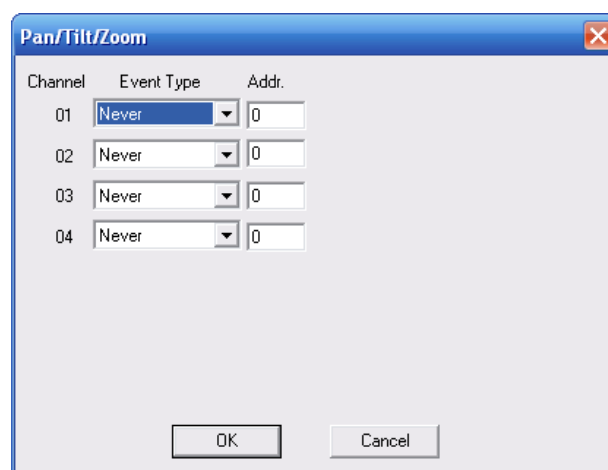 Pan/Tilt/Zoom
Channel Event Type Addr.
01 Never 0
02 Never 0
03 Never 0
04 Never 0
OK Cancel